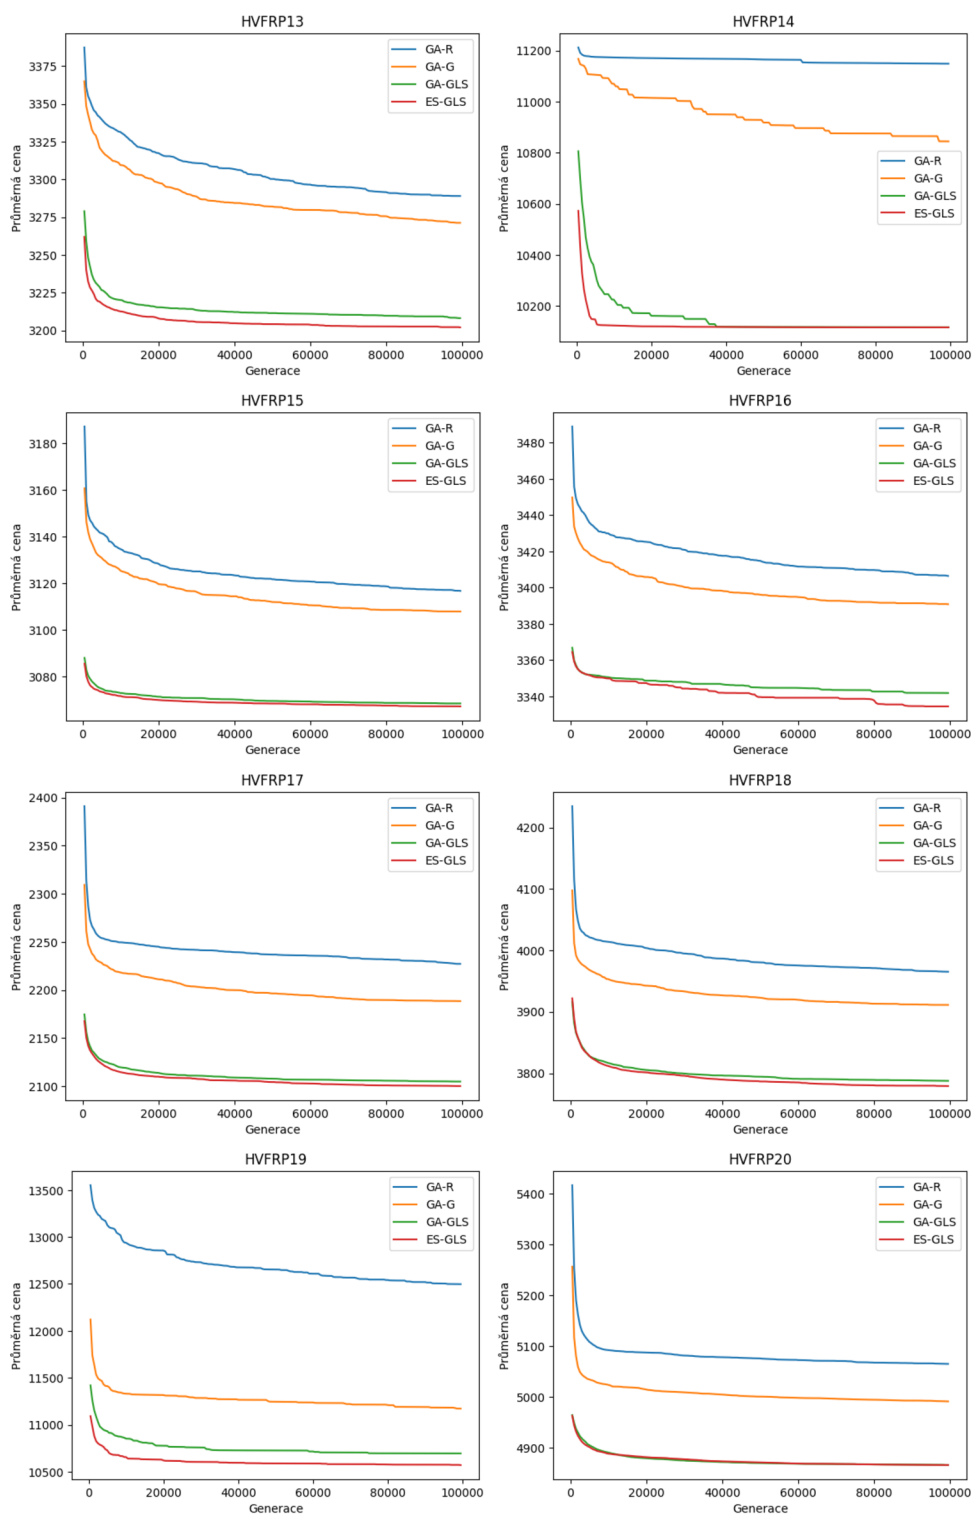 HVFRP13
Průměrná cena
3375
3350
3325
3300
3275
3250
3225
3200
GA-R
GA-G
GA-GLS
ES-GLS
0 20000 40000 60000 80000 100000
Generace
HVFRP14
Průměrná cena
11200
11000
10800
10600
10400
10200
GA-R
GA-G
GA-GLS
ES-GLS
0 20000 40000 60000 80000 100000
Generace
HVFRP15
Průměrná cena
3180
3160
3140
3120
3100
3080
GA-R
GA-G
GA-GLS
ES-GLS
0 20000 40000 60000 80000 100000
Generace
HVFRP16
Průměrná cena
3480
3460
3440
3420
3400
3380
3360
3340
GA-R
GA-G
GA-GLS
ES-GLS
0 20000 40000 60000 80000 100000
Generace
HVFRP17
Průměrná cena
2400
2350
2300
2250
2200
2150
2100
GA-R
GA-G
GA-GLS
ES-GLS
0 20000 40000 60000 80000 100000
Generace
HVFRP18
Průměrná cena
4200
4100
4000
3900
3800
GA-R
GA-G
GA-GLS
ES-GLS
0 20000 40000 60000 80000 100000
Generace
HVFRP19
Průměrná cena
13500
13000
12500
12000
11500
11000
10500
GA-R
GA-G
GA-GLS
ES-GLS
0 20000 40000 60000 80000 100000
Generace
HVFRP20
Průměrná cena
5400
5300
5200
5100
5000
4900
GA-R
GA-G
GA-GLS
ES-GLS
0 20000 40000 60000 80000 100000
Generace